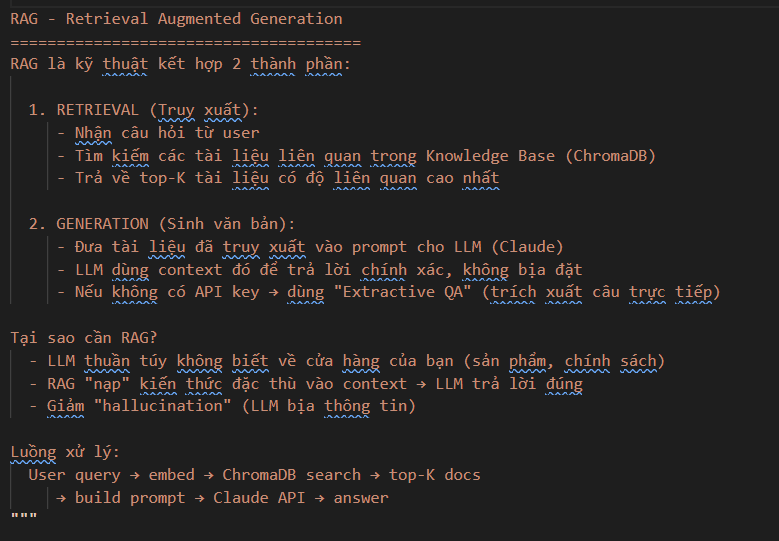 RAG - Retrieval Augmented Generation
======================================
RAG là kỹ thuật kết hợp 2 thành phần:
1. RETRIEVAL (Truy xuất):
- Nhận câu hỏi từ user
- Tìm kiếm các tài liệu liên quan trong Knowledge Base (ChromaDB)
- Trả về top-K tài liệu có độ liên quan cao nhất
2. GENERATION (Sinh văn bản):
- Đưa tài liệu đã truy xuất vào prompt cho LLM (Claude)
- LLM dùng context đó để trả lời chính xác, không bịa đặt
- Nếu không có API key → dùng "Extractive QA" (trích xuất câu trực tiếp)
Tại sao cần RAG?
- LLM thuần túy không biết về cửa hàng của bạn (sản phẩm, chính sách)
- RAG "nạp" kiến thức đặc thù vào context → LLM trả lời đúng
- Giảm "hallucination" (LLM bịa thông tin)
Luồng xử lý:
User query → embed → ChromaDB search → top-K docs
→ build prompt → Claude API → answer
"""